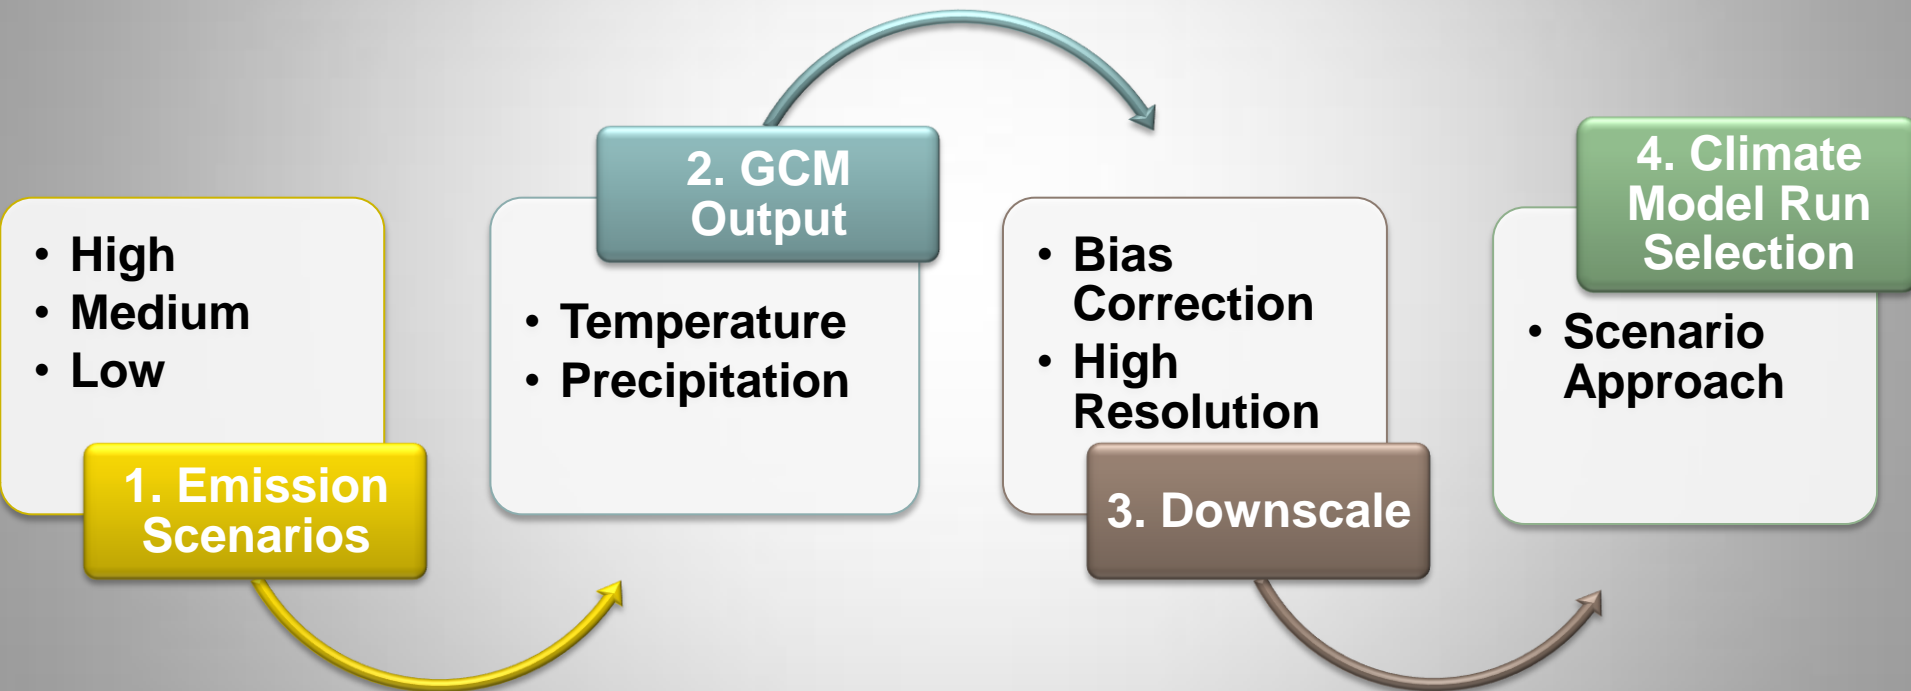 • High
• Medium
• Low
1. Emission
Scenarios
2. GCM
Output
• Temperature
• Precipitation
• Bias
Correction
• High
Resolution
3. Downscale
4. Climate
Model Run
Selection
• Scenario
Approach